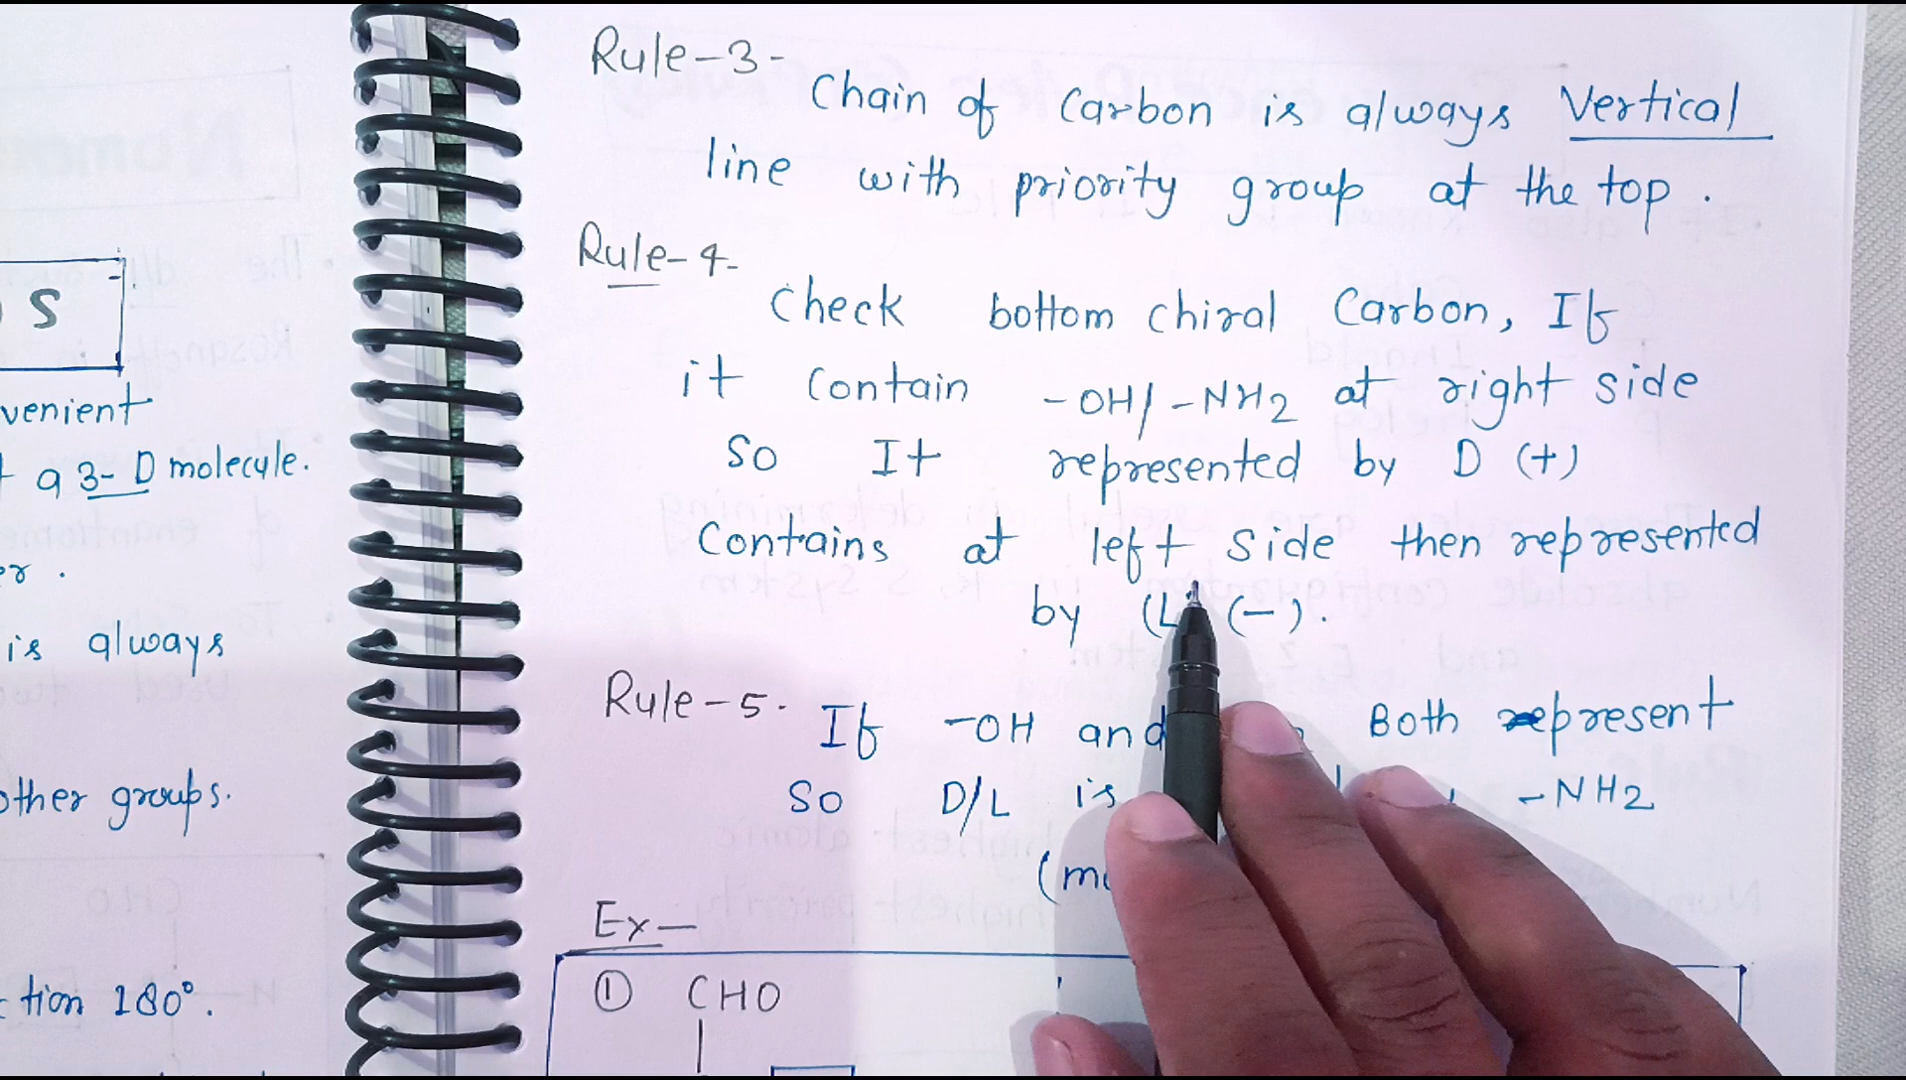 S
venient
a 3-D molecule.
is always
other groups.
tion 180°.
Rule-3-
Chain of Carbon is always Vertical
line with priority group at the top.
Rule-4-
Check bottom chiral Carbon, If
it Contain -OH/-NH2 at right side
So It represented by D (+)
Contains at left side then represented
by (L (-).
Rule-5. If -OH and Both represent
So D/L is -NH2
Ex-
① CHO